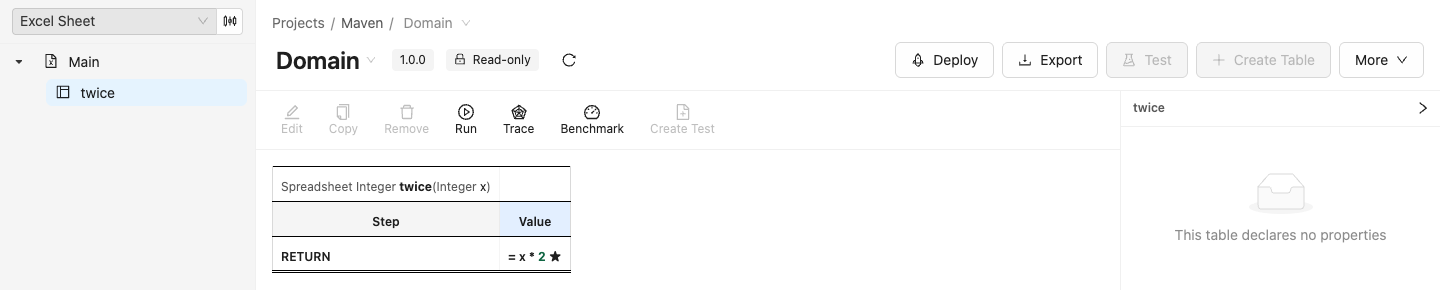 Excel Sheet
Main
twice
Projects / Maven / Domain
Domain 1.0.0 Read-only
Deploy Export Test Create Table More
Edit Copy Remove Run Trace Benchmark Create Test
twice
Spreadsheet Integer twice(Integer x)
Step Value
RETURN = x * 2 ★
This table declares no properties